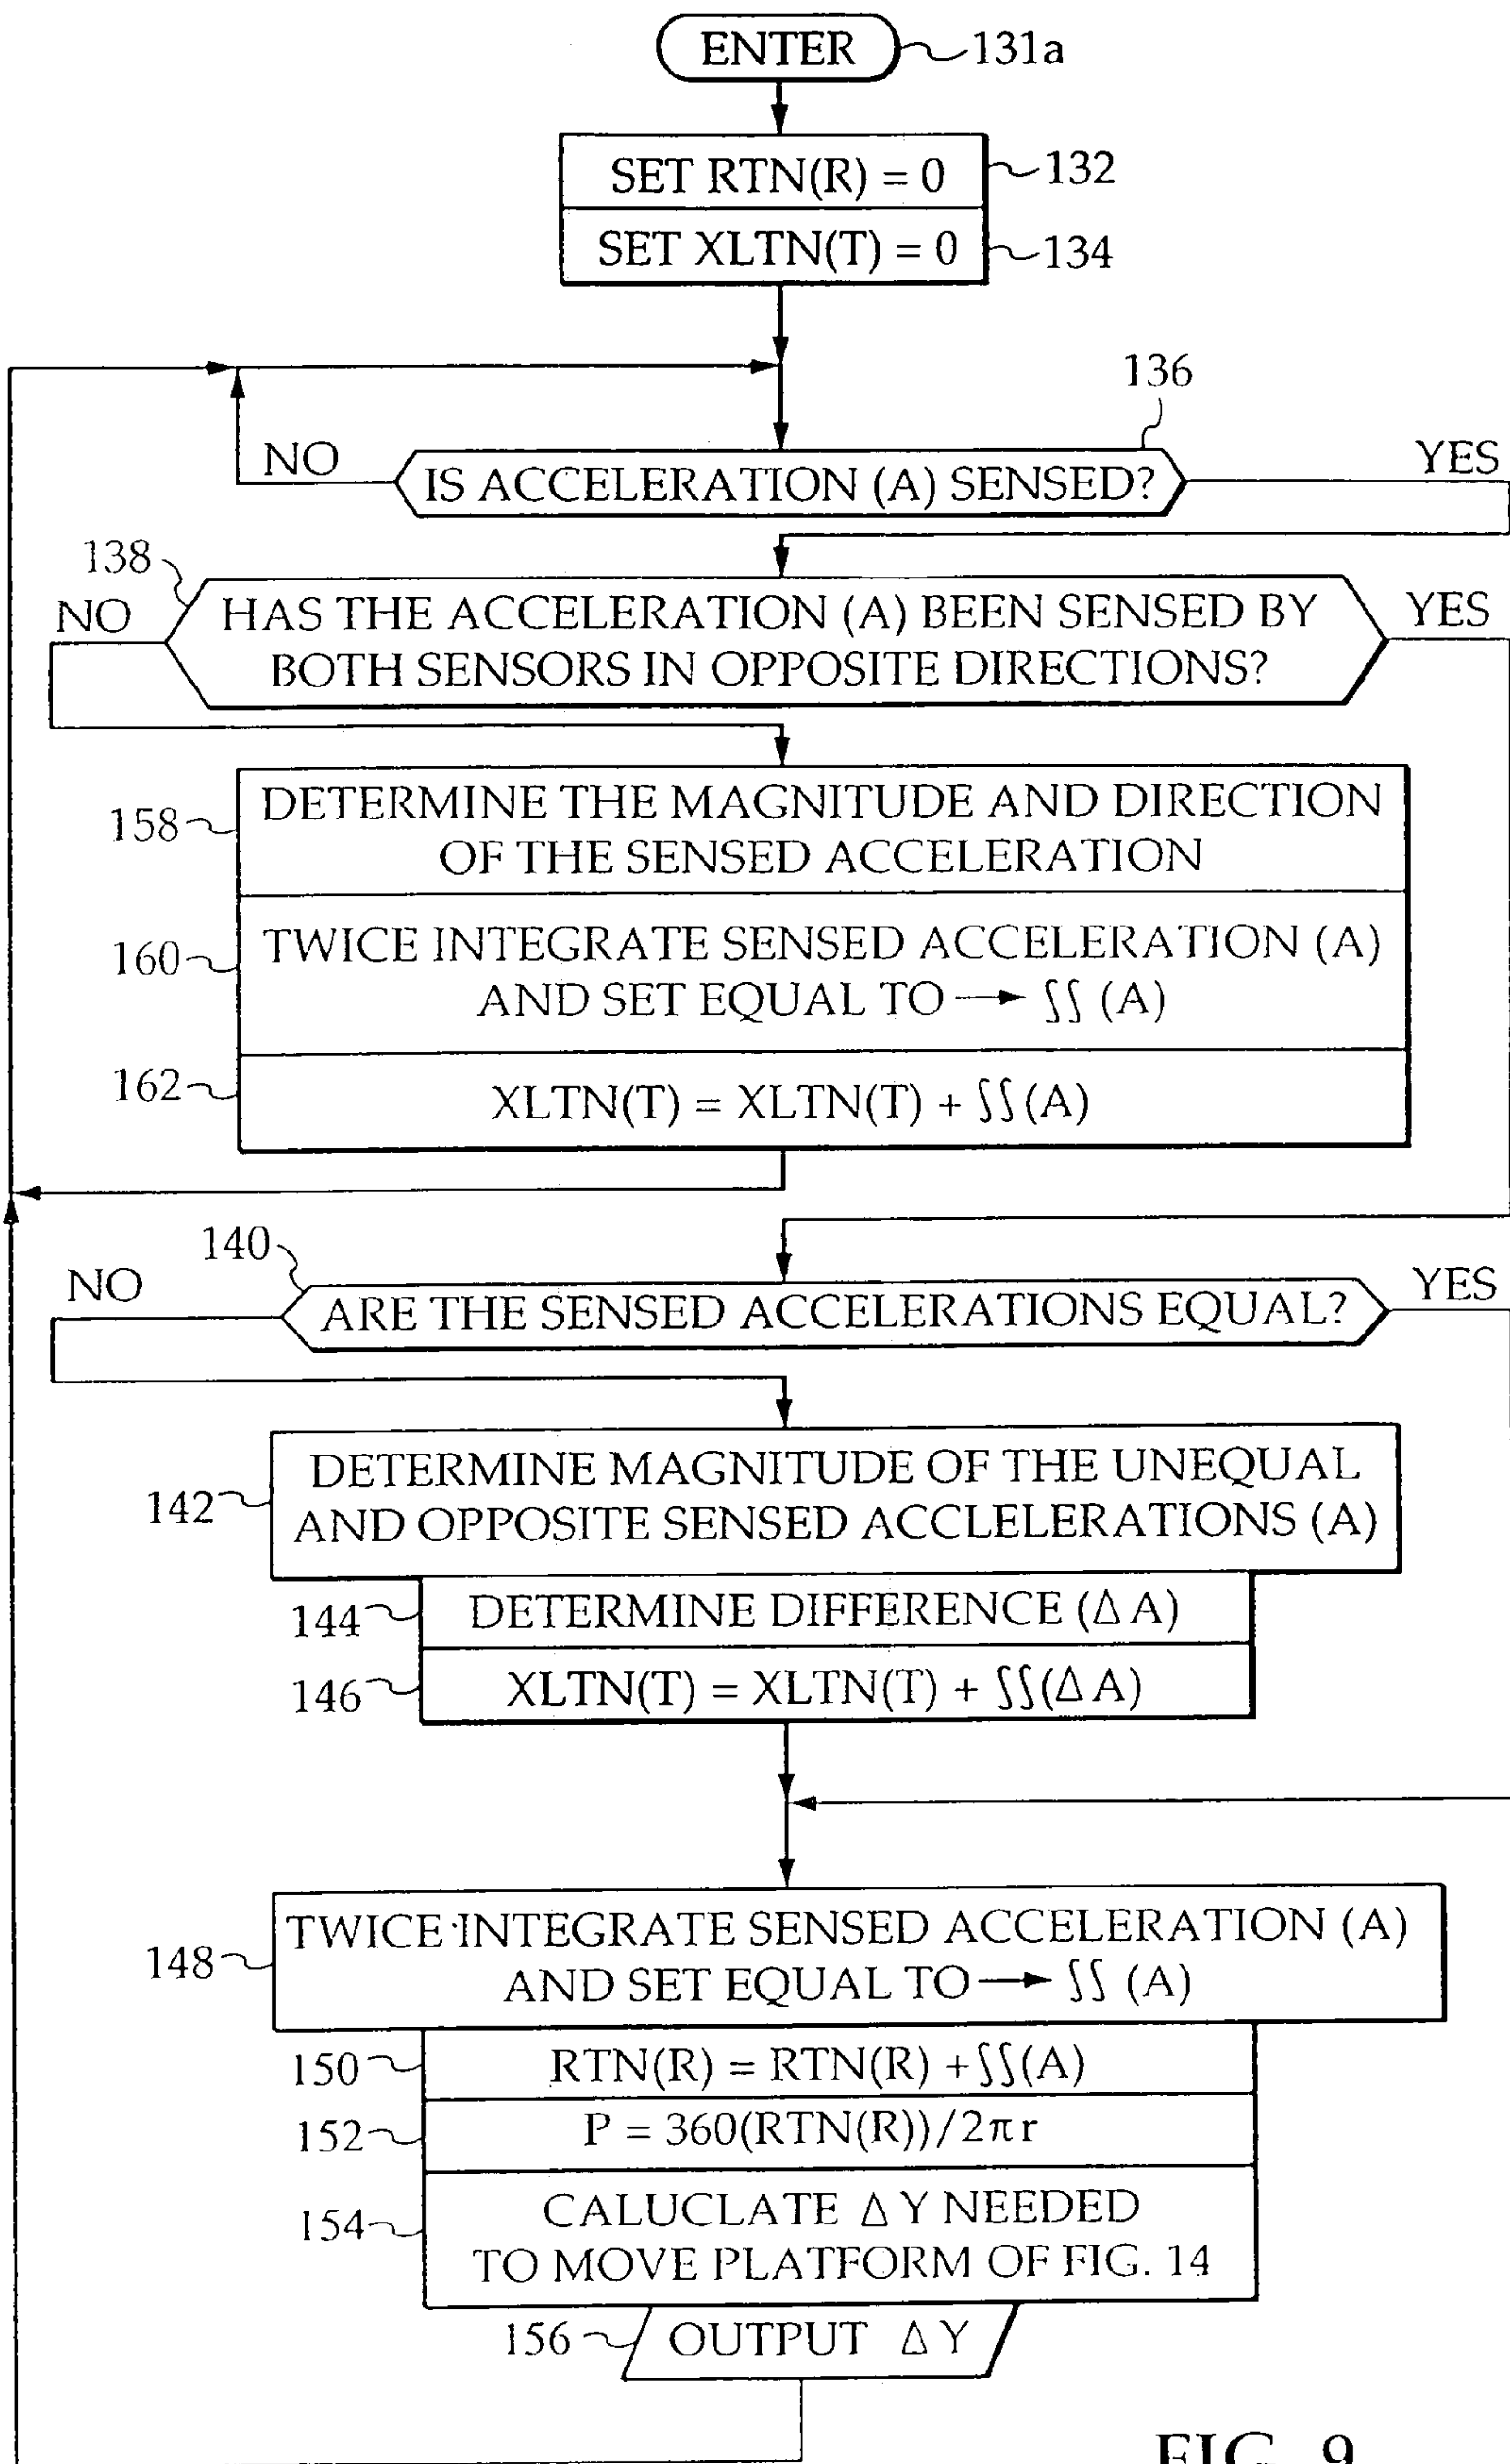 ENTER
131a
SET RTN(R) = 0
132
SET XLTN(T) = 0
134
136
NO
IS ACCELERATION (A) SENSED?
YES
138
NO
HAS THE ACCELERATION (A) BEEN SENSED BY
BOTH SENSORS IN OPPOSITE DIRECTIONS?
YES
158
DETERMINE THE MAGNITUDE AND DIRECTION
OF THE SENSED ACCELERATION
160
TWICE INTEGRATE SENSED ACCELERATION (A)
AND SET EQUAL TO → ∫∫ (A)
162
XLTN(T) = XLTN(T) + ∫∫(A)
140
NO
ARE THE SENSED ACCELERATIONS EQUAL?
YES
142
DETERMINE MAGNITUDE OF THE UNEQUAL
AND OPPOSITE SENSED ACCLELERATIONS (A)
144
DETERMINE DIFFERENCE (Δ A)
146
XLTN(T) = XLTN(T) + ∫∫(Δ A)
148
TWICE INTEGRATE SENSED ACCELERATION (A)
AND SET EQUAL TO → ∫∫ (A)
150
RTN(R) = RTN(R) + ∫∫(A)
152
P = 360(RTN(R))/2πr
154
CALUCLATE Δ Y NEEDED
TO MOVE PLATFORM OF FIG. 14
156
OUTPUT Δ Y
FIG. 9